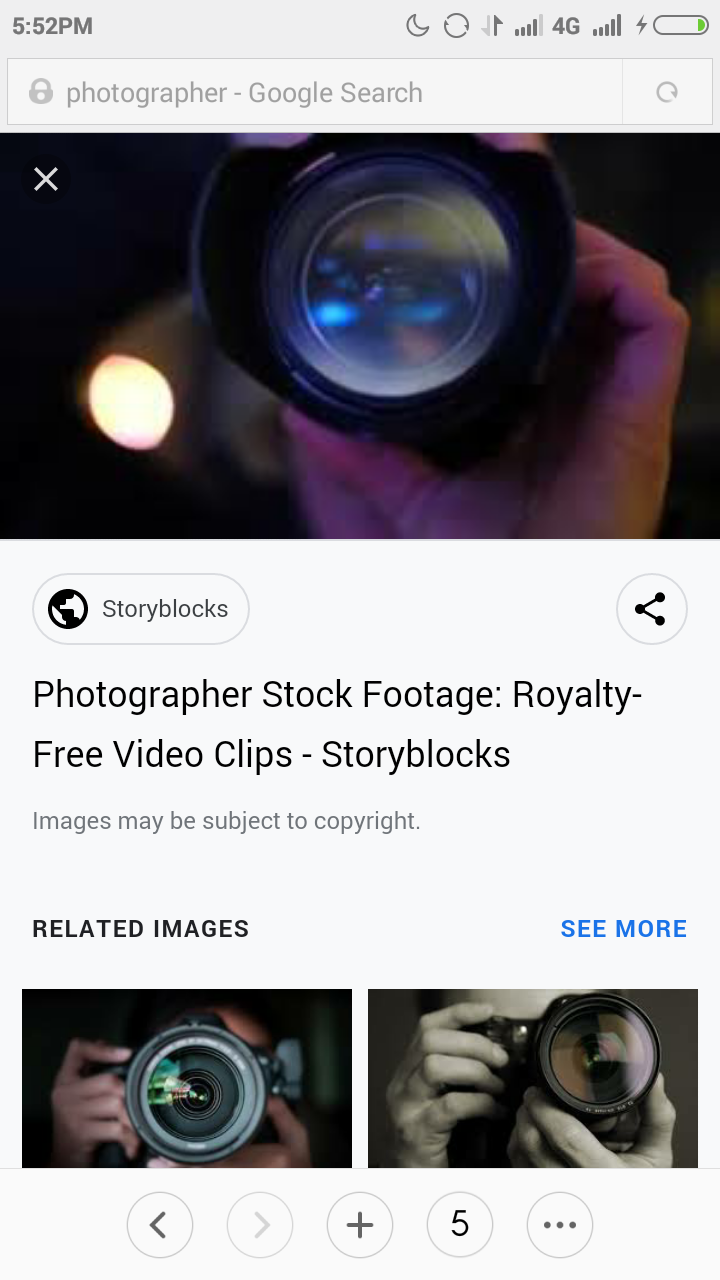 5:52PM 4G
photographer - Google Search
Storyblocks
Photographer Stock Footage: Royalty-
Free Video Clips - Storyblocks
Images may be subject to copyright.
RELATED IMAGES SEE MORE
5